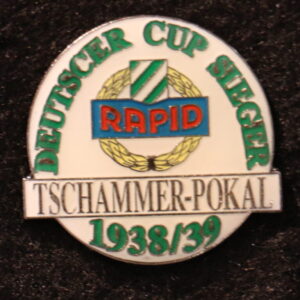 DEUTSCER CUP SIEGER
RAPID
TSCHAMMER-POKAL
1938/39